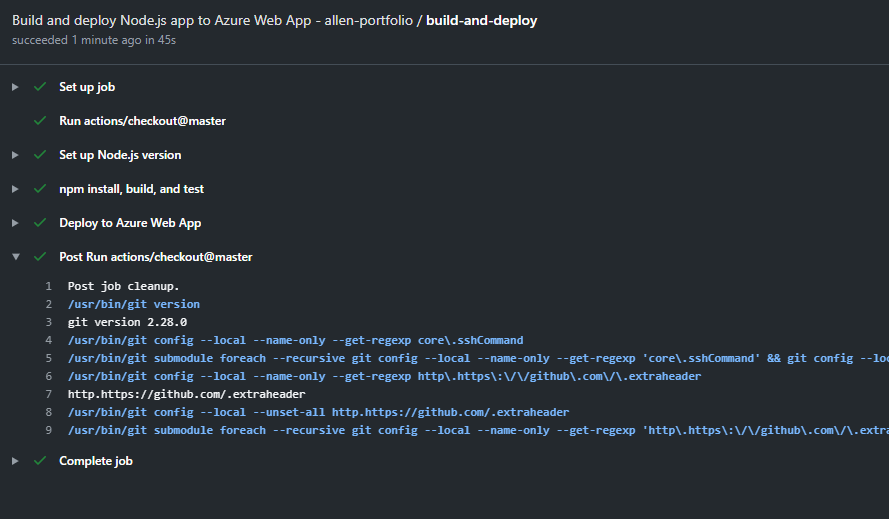 Build and deploy Node.js app to Azure Web App - allen-portfolio / build-and-deploy
succeeded 1 minute ago in 45s
Set up job
Run actions/checkout@master
Set up Node.js version
npm install, build, and test
Deploy to Azure Web App
Post Run actions/checkout@master
1 Post job cleanup.
2 /usr/bin/git version
3 git version 2.28.0
4 /usr/bin/git config --local --name-only --get-regexp core\.sshCommand
5 /usr/bin/git submodule foreach --recursive git config --local --name-only --get-regexp 'core\.sshCommand' && git config --loc
6 /usr/bin/git config --local --name-only --get-regexp http\.https\:\/\/github\.com\/\.extraheader
7 http.https://github.com/.extraheader
8 /usr/bin/git config --local --unset-all http.https://github.com/.extraheader
9 /usr/bin/git submodule foreach --recursive git config --local --name-only --get-regexp 'http\.https\:\/\/github\.com\/\.extra
Complete job